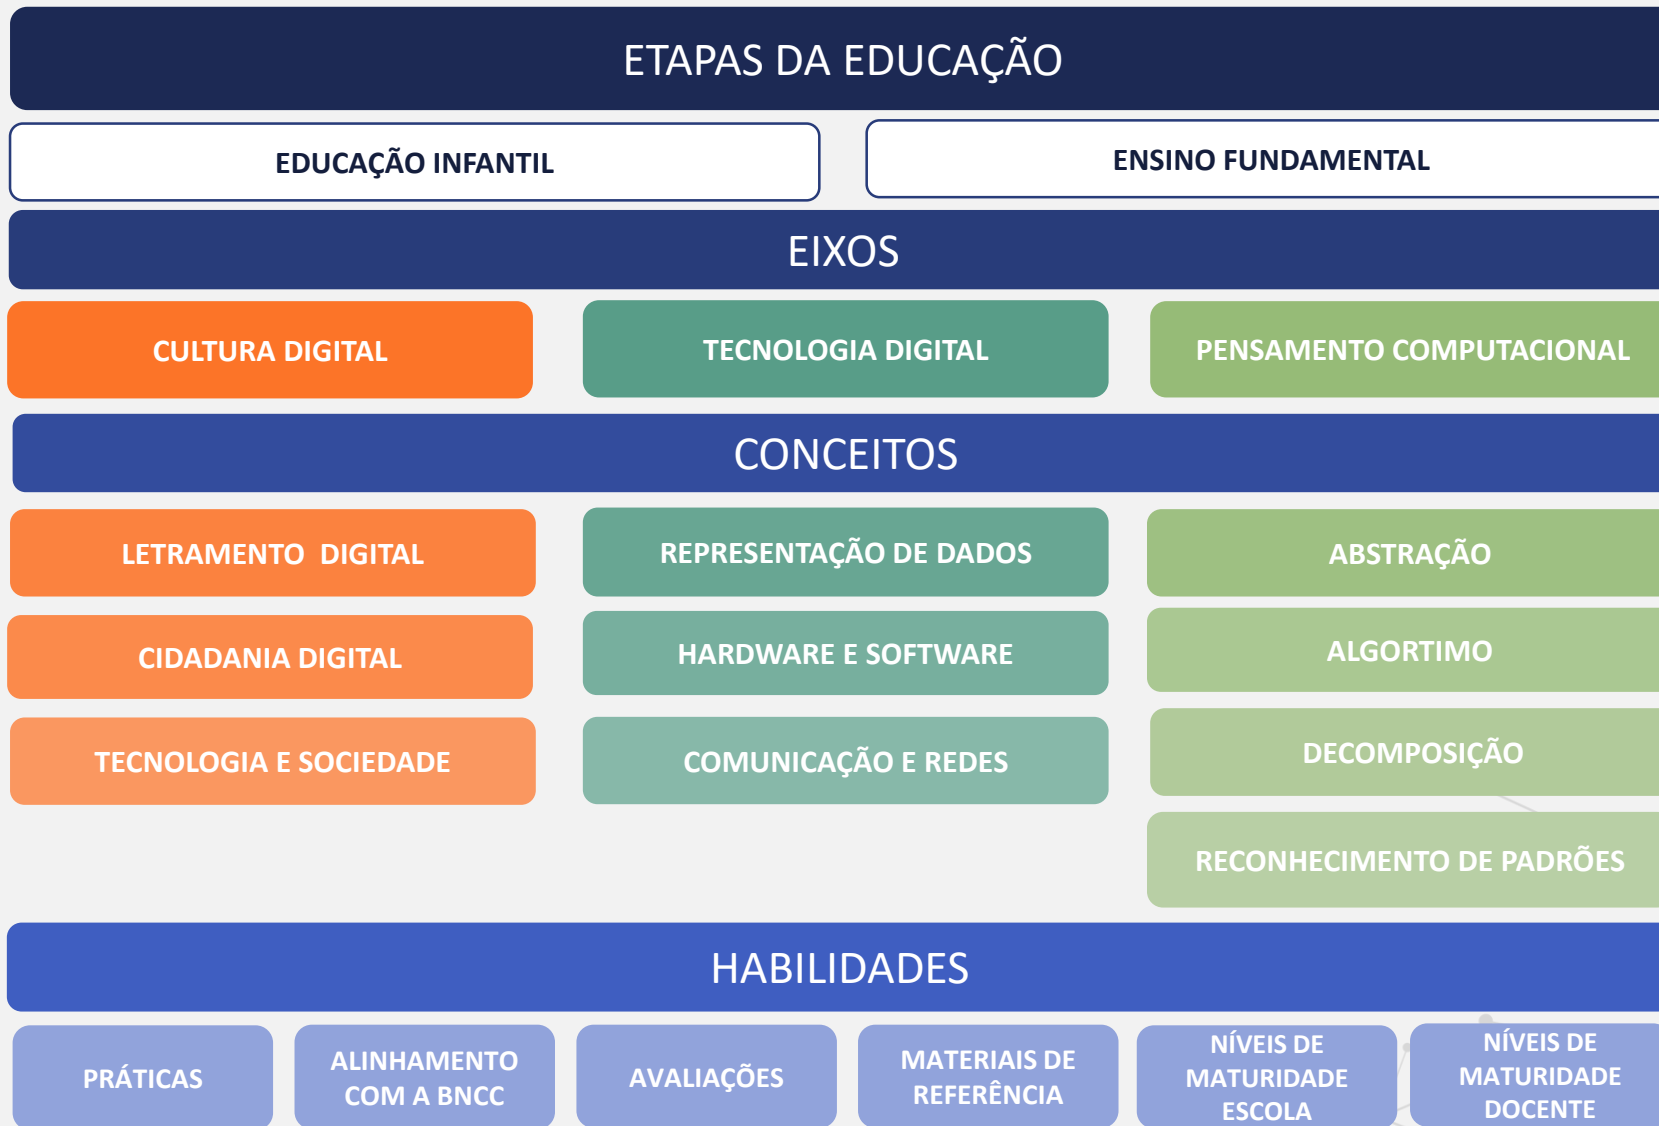 ETAPAS DA EDUCAÇÃO
EDUCAÇÃO INFANTIL
ENSINO FUNDAMENTAL
EIXOS
CULTURA DIGITAL
TECNOLOGIA DIGITAL
PENSAMENTO COMPUTACIONAL
CONCEITOS
LETRAMENTO DIGITAL
REPRESENTAÇÃO DE DADOS
ABSTRAÇÃO
CIDADANIA DIGITAL
HARDWARE E SOFTWARE
ALGORTIMO
TECNOLOGIA E SOCIEDADE
COMUNICAÇÃO E REDES
DECOMPOSIÇÃO
RECONHECIMENTO DE PADRÕES
HABILIDADES
PRÁTICAS
ALINHAMENTO
COM A BNCC
AVALIAÇÕES
MATERIAIS DE
REFERÊNCIA
NÍVEIS DE
MATURIDADE
ESCOLA
NÍVEIS DE
MATURIDADE
DOCENTE